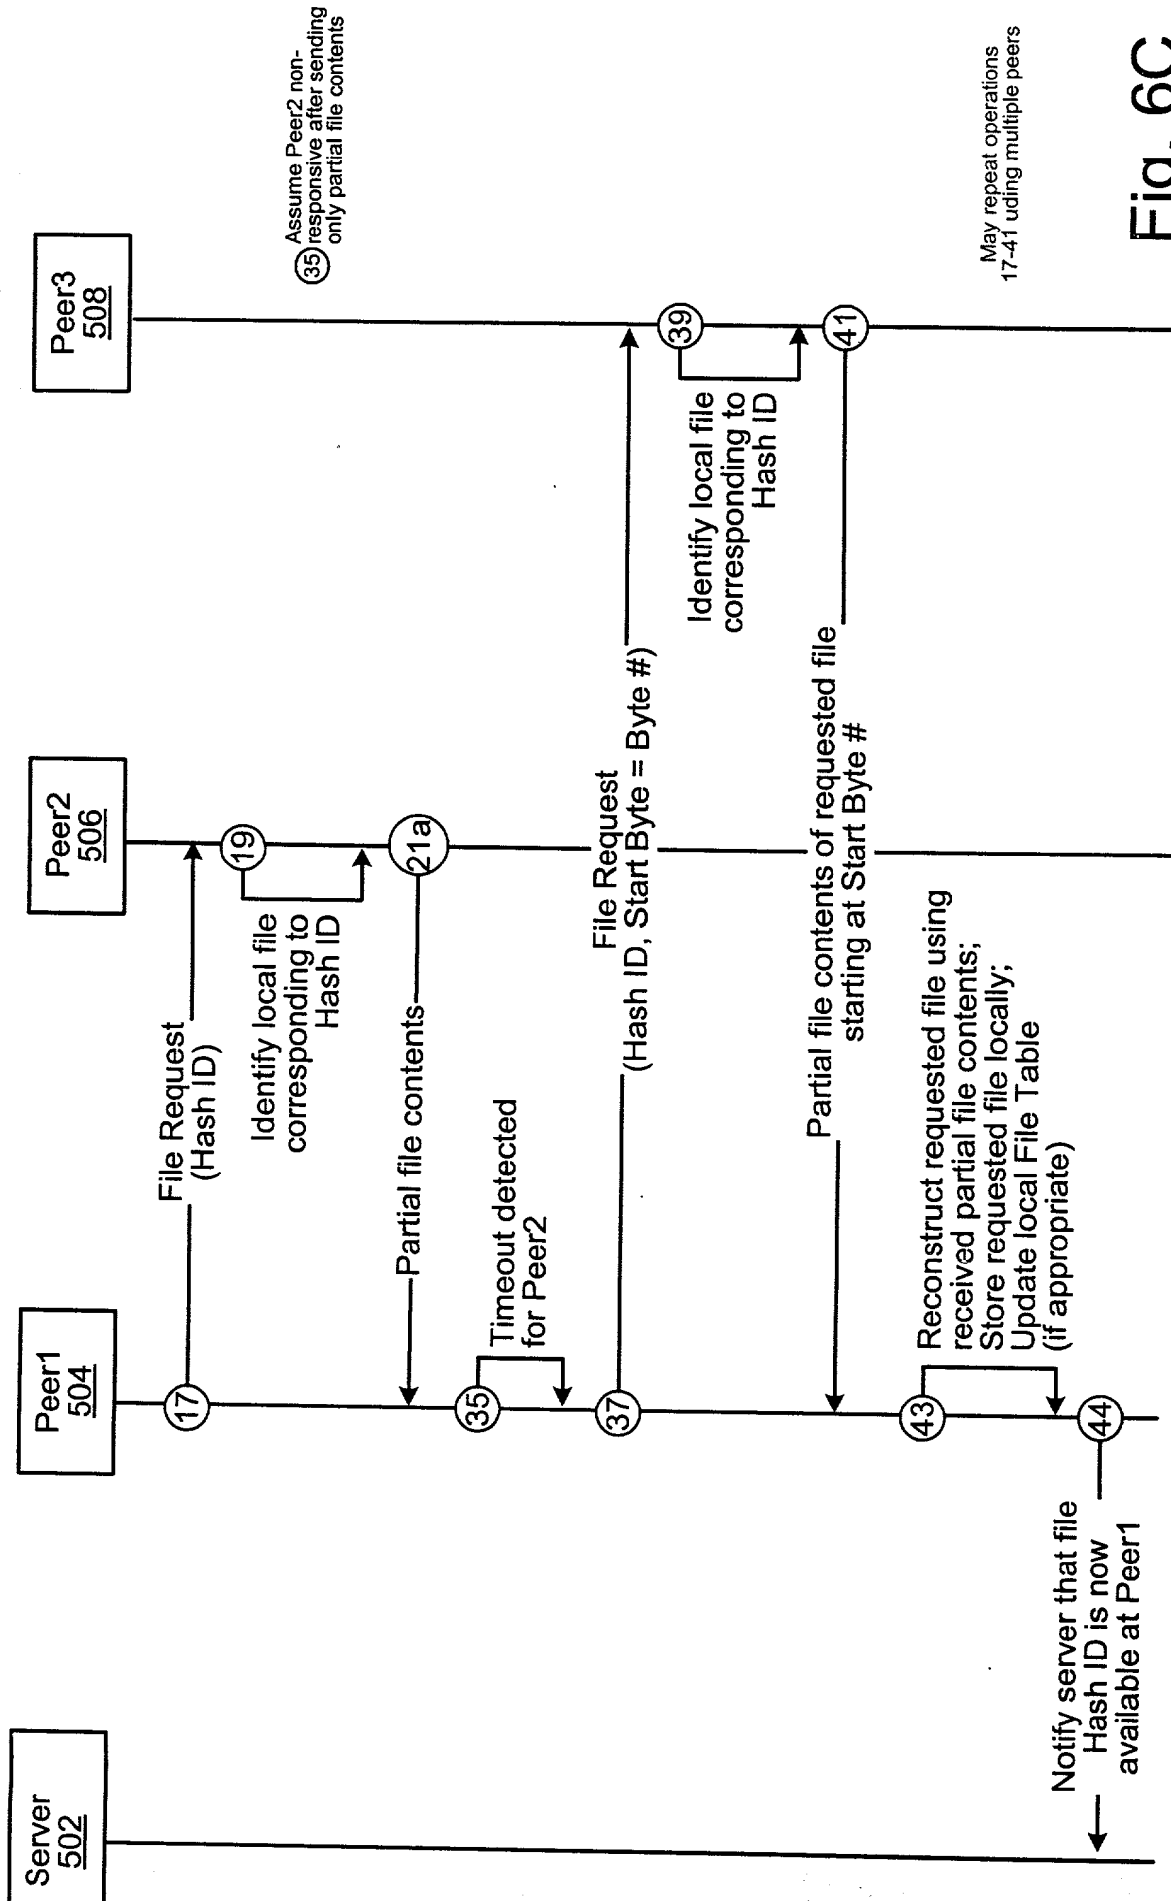 Server
502
Peer1
504
Peer2
506
Peer3
508
35
Assume Peer2 non-
responsive after sending
only partial file contents
17
File Request
(Hash ID)
19
Identify local file
corresponding to
Hash ID
21a
Partial file contents
35
Timeout detected
for Peer2
37
File Request
(Hash ID, Start Byte = Byte #)
39
Identify local file
corresponding to
Hash ID
41
Partial file contents of requested file
starting at Start Byte #
43
Reconstruct requested file using
received partial file contents;
Store requested file locally;
Update local File Table
(if appropriate)
May repeat operations
17-41 uding multiple peers
44
Notify server that file
Hash ID is now
available at Peer1
Fig. 6C